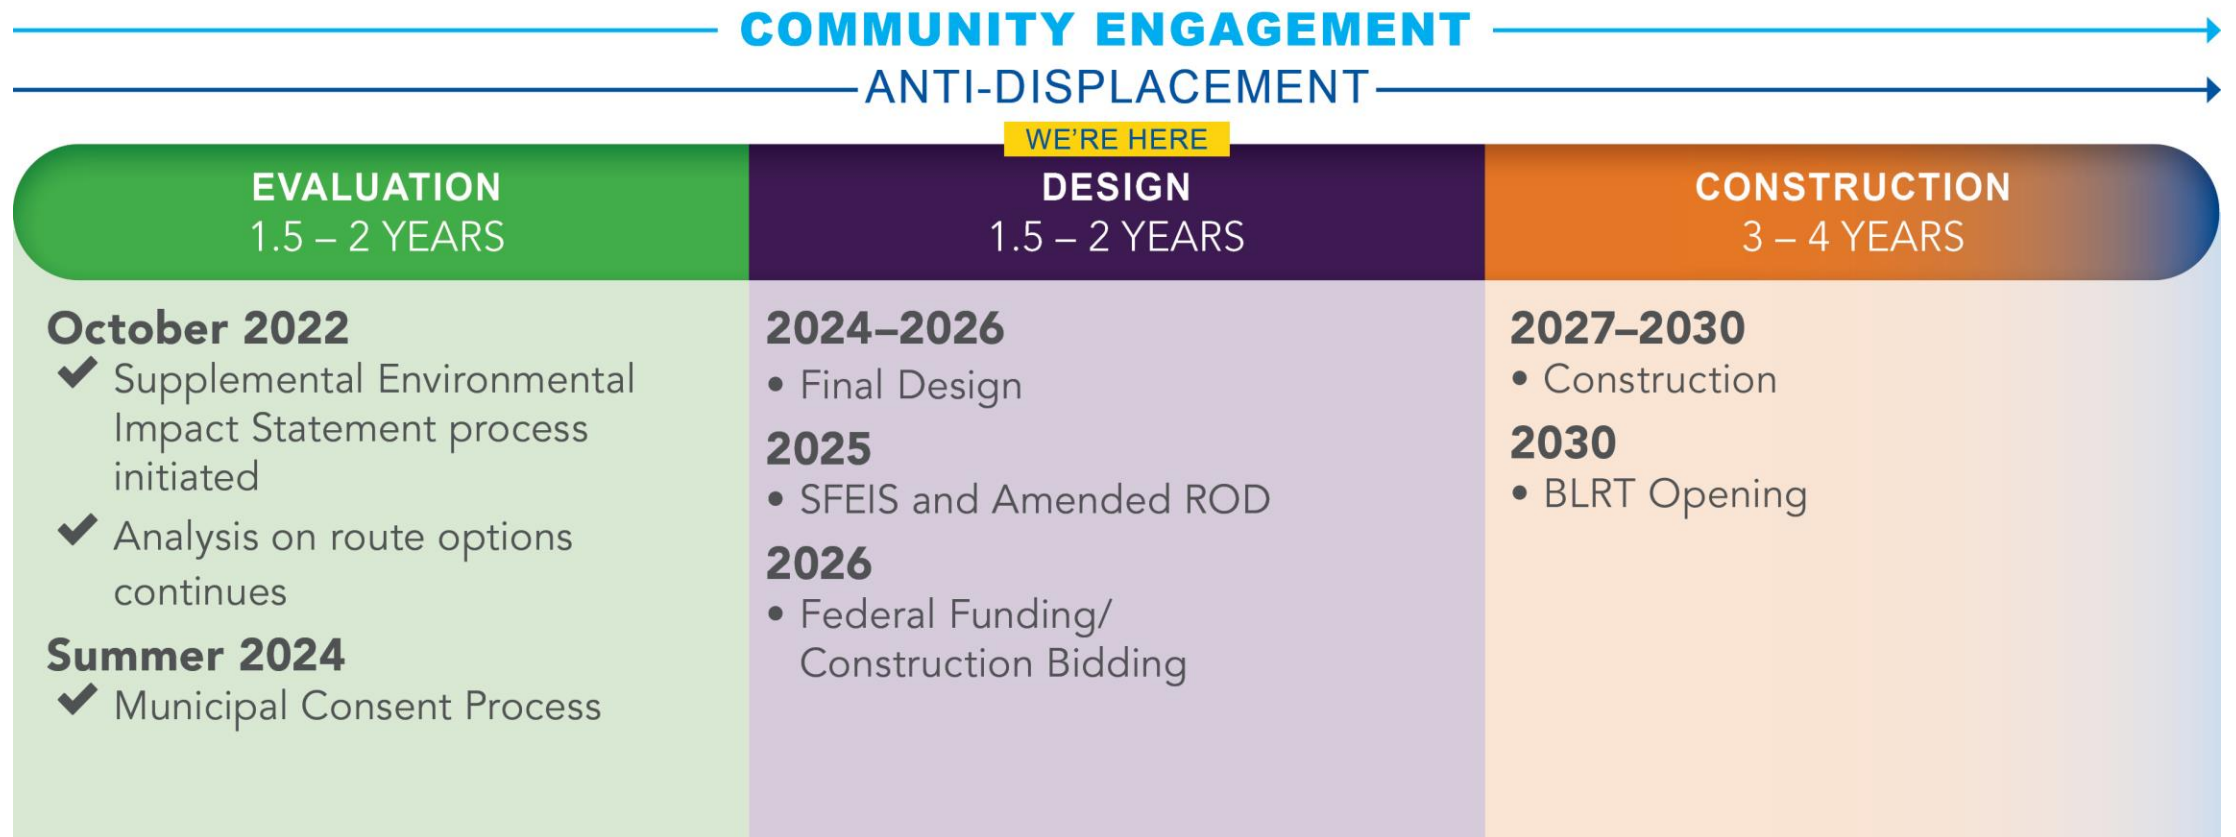 COMMUNITY ENGAGEMENT
ANTI-DISPLACEMENT
WE'RE HERE
EVALUATION
1.5 – 2 YEARS
October 2022
✔ Supplemental Environmental
Impact Statement process
initiated
✔ Analysis on route options
continues
Summer 2024
✔ Municipal Consent Process
DESIGN
1.5 – 2 YEARS
2024–2026
• Final Design
2025
• SFEIS and Amended ROD
2026
• Federal Funding/
Construction Bidding
CONSTRUCTION
3 – 4 YEARS
2027–2030
• Construction
2030
• BLRT Opening